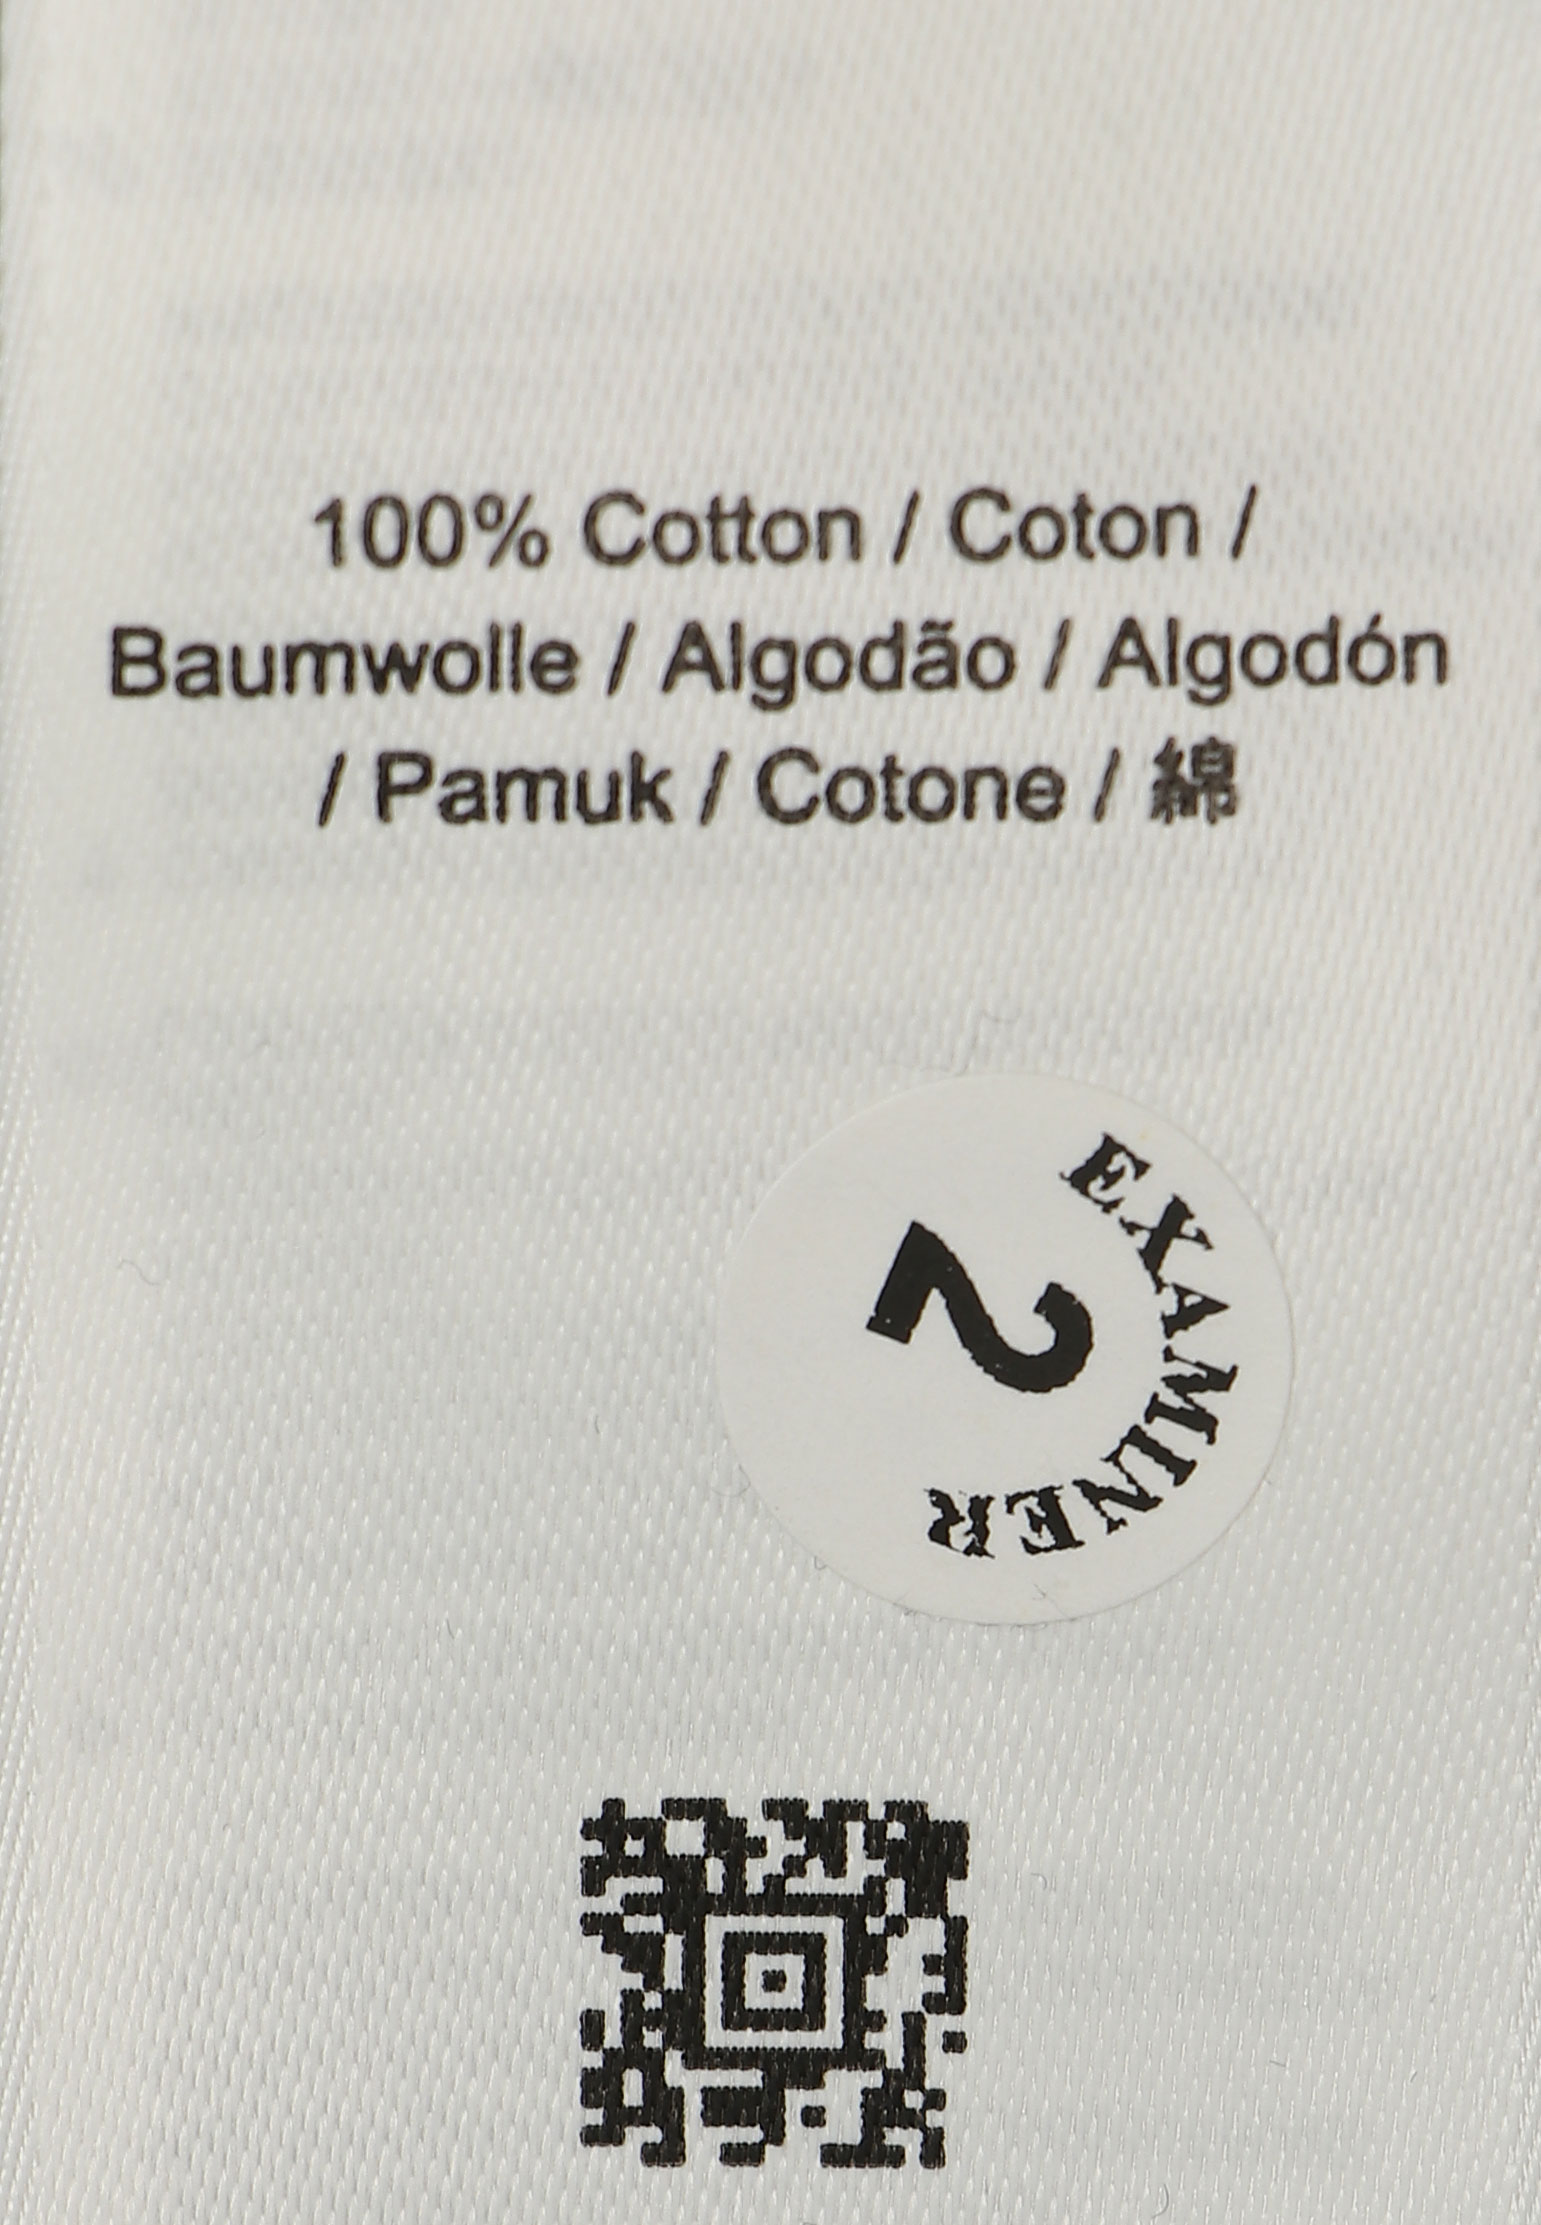 100% Cotton / Coton /
Baumwolle / Algodão / Algodón
/ Pamuk / Cotone / 綿
EXAMINER
2